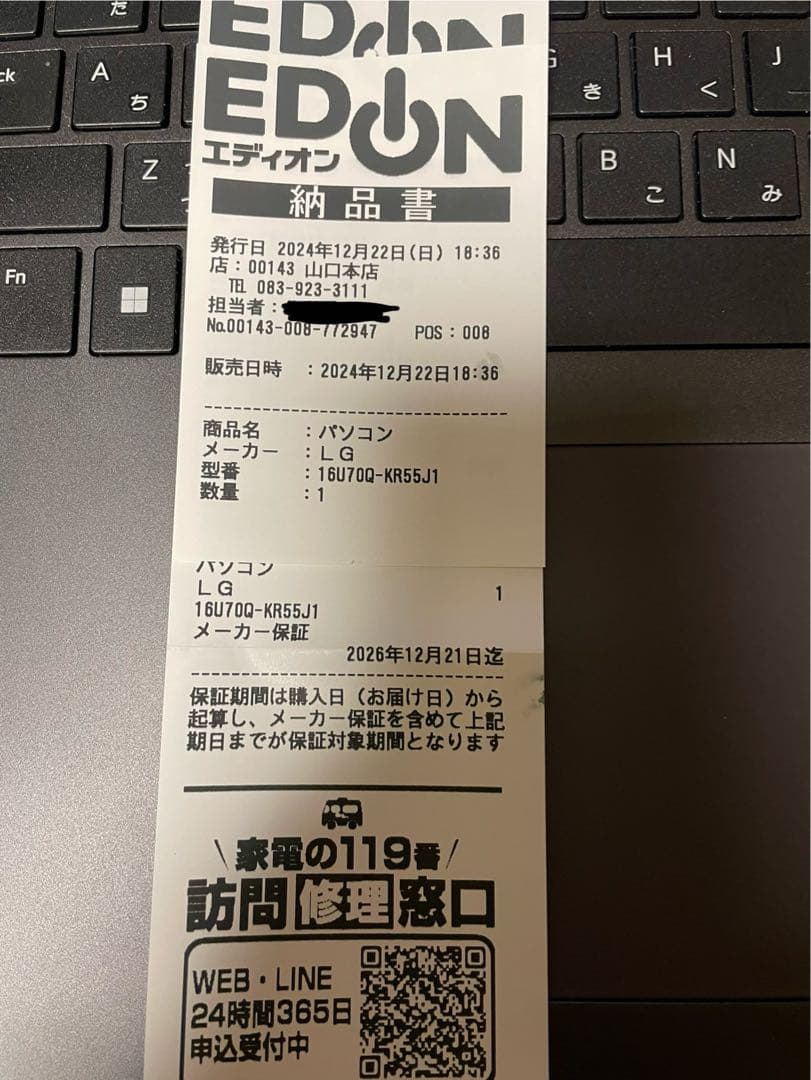 EDION
EDION
エディオン
納品書
発行日 2024年12月22日(日) 18:36
店：00143 山口本店
TEL 083-923-3111
担当者：
No.00143-008-772947 POS：008
販売日時 ：2024年12月22日18:36
商品名 ：パソコン
メーカー ：ＬＧ
型番 ：16U70Q-KR55J1
数量 ：1
パソコン
ＬＧ 1
16U70Q-KR55J1
メーカー保証
2026年12月21日迄
保証期間は購入日（お届け日）から
起算し、メーカー保証を含めて上記
期日までが保証対象期間となります
家電の119番
訪問修理窓口
WEB・LINE
24時間365日
申込受付中
た
ck
A
ち
G
き
H
く
J
Z
B
こ
N
み
Fn